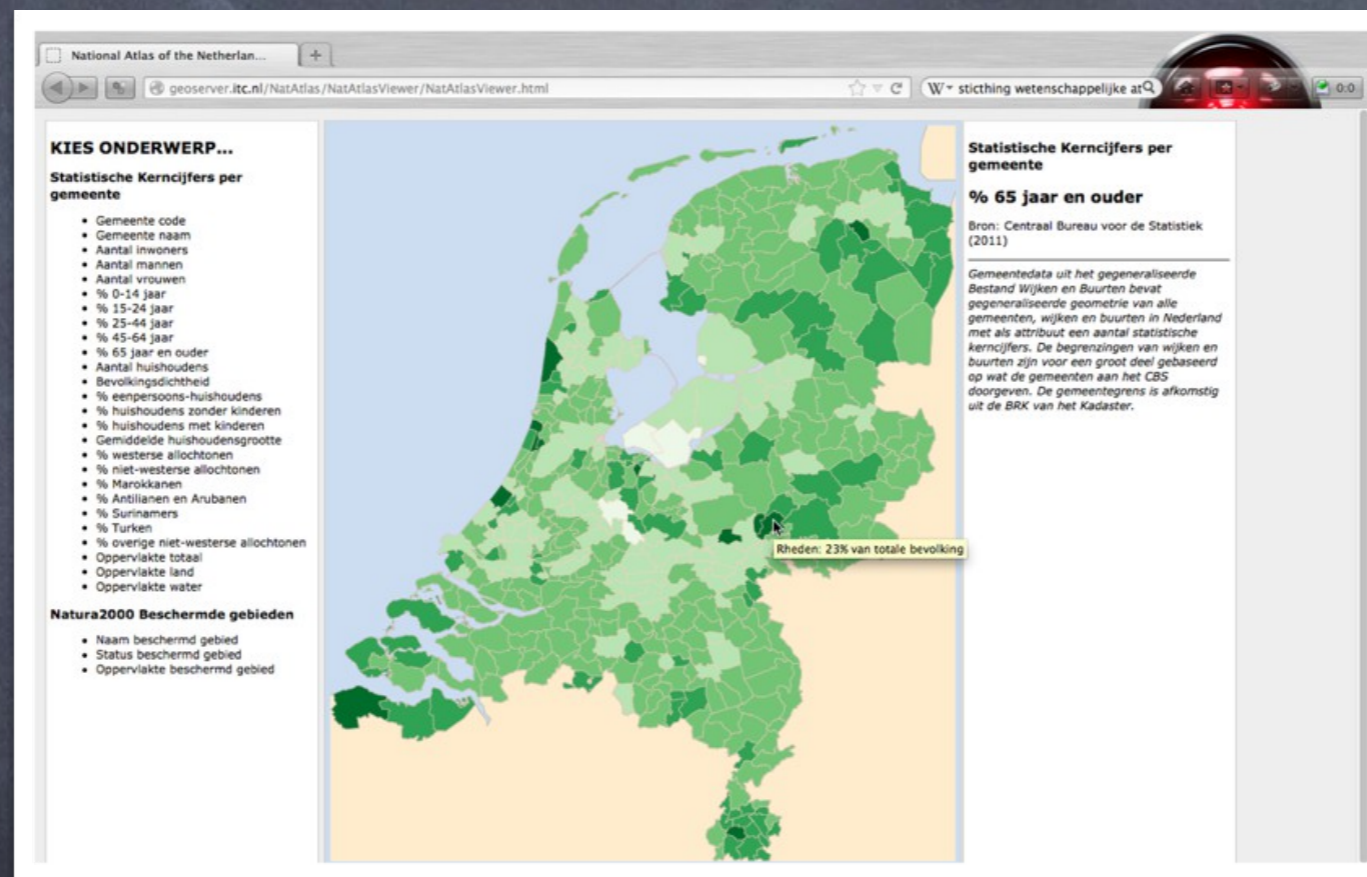 National Atlas of the Netherlan...
geoserver.itc.nl/NatAtlas/NatAtlasViewer/NatAtlasViewer.html
W
sticthing wetenschappelijke at
0:0
KIES ONDERWERP...
Statistische Kerncijfers per
gemeente
• Gemeente code
• Gemeente naam
• Aantal inwoners
• Aantal mannen
• Aantal vrouwen
• % 0-14 jaar
• % 15-24 jaar
• % 25-44 jaar
• % 45-64 jaar
• % 65 jaar en ouder
• Aantal huishoudens
• Bevolkingsdichtheid
• % eenpersoons-huishoudens
• % huishoudens zonder kinderen
• % huishoudens met kinderen
• Gemiddelde huishoudensgrootte
• % westerse allochtonen
• % niet-westerse allochtonen
• % Marokkanen
• % Antilianen en Arubanen
• % Surinamers
• % Turken
• % overige niet-westerse allochtonen
• Oppervlakte totaal
• Oppervlakte land
• Oppervlakte water
Natura2000 Beschermde gebieden
• Naam beschermd gebied
• Status beschermd gebied
• Oppervlakte beschermd gebied
Rheden: 23% van totale bevolking
Statistische Kerncijfers per
gemeente
% 65 jaar en ouder
Bron: Centraal Bureau voor de Statistiek
(2011)
Gemeentedata uit het gegeneraliseerde
Bestand Wijken en Buurten bevat
gegeneraliseerde geometrie van alle
gemeenten, wijken en buurten in Nederland
met als attribuut een aantal statistische
kerncijfers. De begrenzingen van wijken en
buurten zijn voor een groot deel gebaseerd
op wat de gemeenten aan het CBS
doorgeven. De gemeentegrens is afkomstig
uit de BRK van het Kadaster.